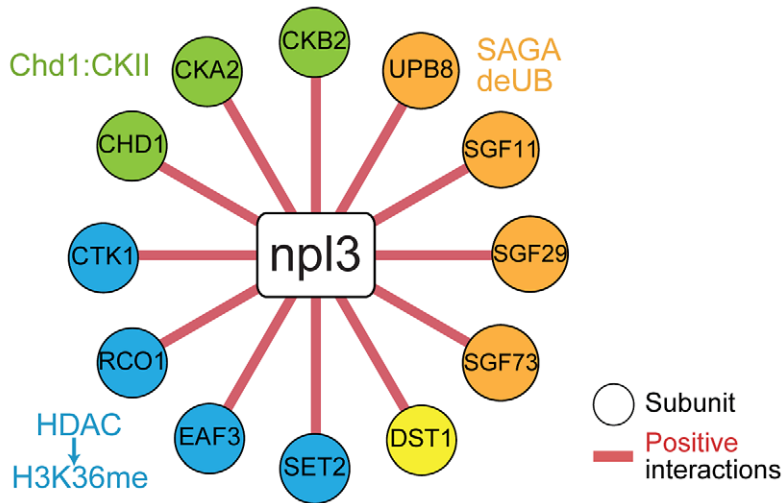 Chd1:CKII
CKA2
CKB2
UPB8
SAGA
deUB
CHD1
SGF11
CTK1
npl3
SGF29
RCO1
SGF73
HDAC
H3K36me
EAF3
SET2
DST1
Subunit
Positive
interactions